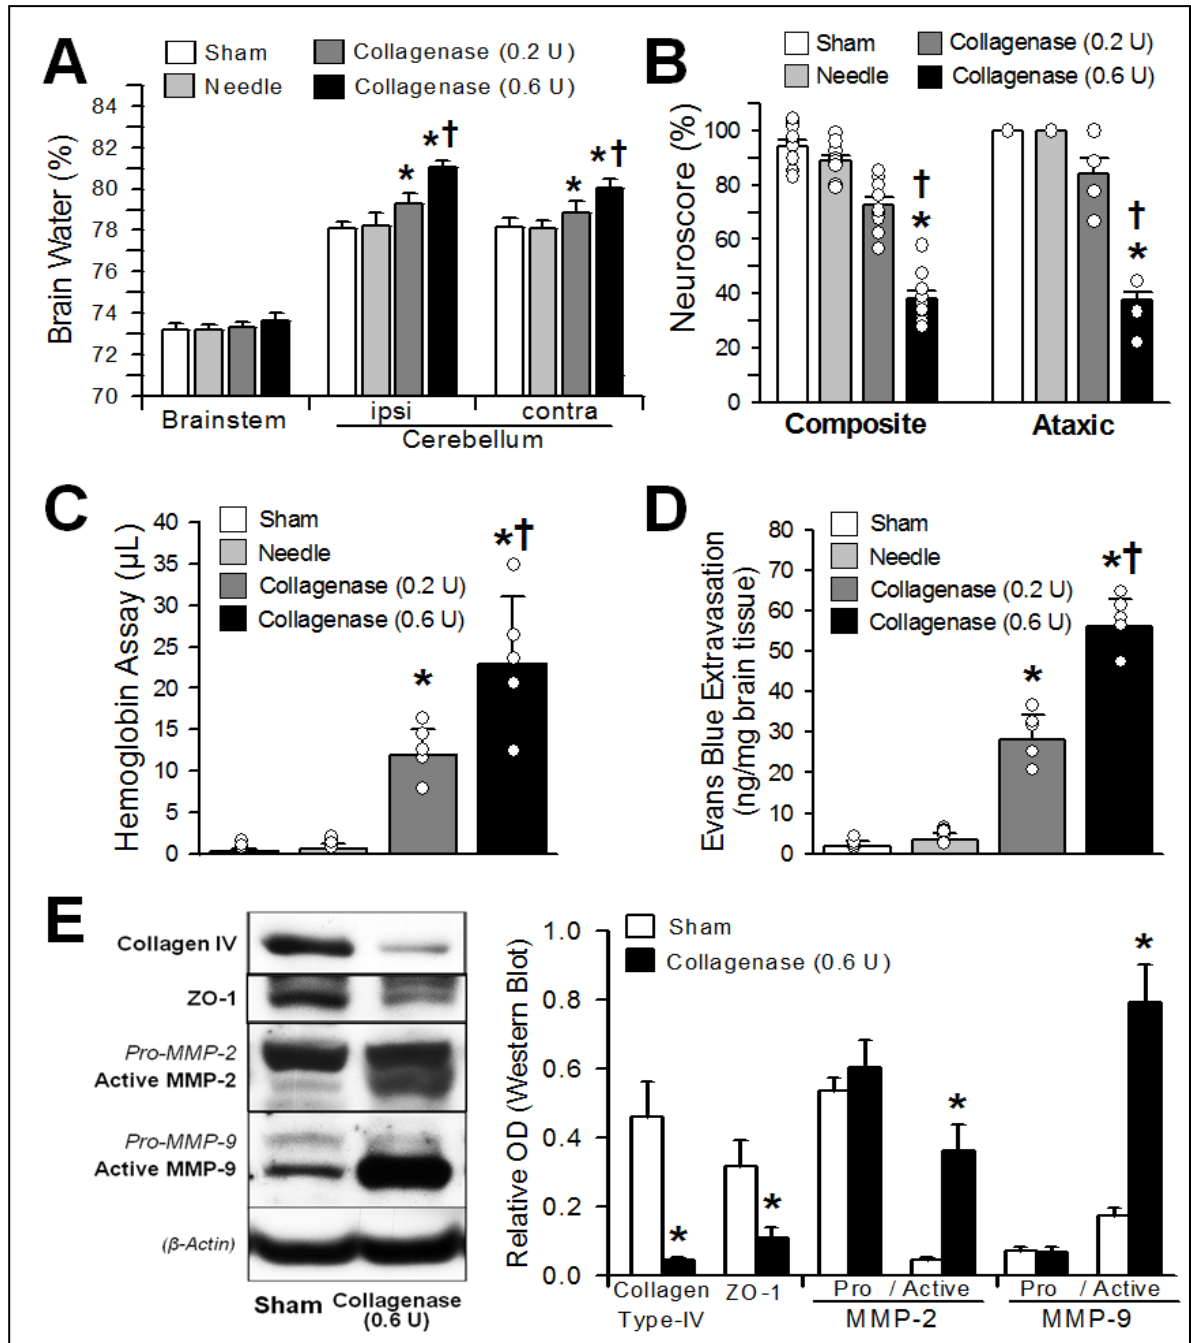 A
Sham
Collagenase (0.2 U)
Needle
Collagenase (0.6 U)
Brain Water (%)
84
82
80
78
76
74
72
70
*
*†
*
*†
Brainstem
ipsi
contra
Cerebellum
B
Sham
Collagenase (0.2 U)
Needle
Collagenase (0.6 U)
Neuroscore (%)
100
80
60
40
20
0
†
*
†
*
Composite
Ataxic
C
Sham
Needle
Collagenase (0.2 U)
Collagenase (0.6 U)
Hemoglobin Assay (µL)
40
35
30
25
20
15
10
5
0
*
*†
D
Sham
Needle
Collagenase (0.2 U)
Collagenase (0.6 U)
Evans Blue Extravasation
(ng/mg brain tissue)
80
70
60
50
40
30
20
10
0
*
*†
E
Collagen IV
ZO-1
Pro-MMP-2
Active MMP-2
Pro-MMP-9
Active MMP-9
(β-Actin)
Sham
Collagenase
(0.6 U)
Sham
Collagenase (0.6 U)
Relative OD (Western Blot)
1.0
0.8
0.6
0.4
0.2
0.0
*
*
*
*
Collagen
Type-IV
ZO-1
Pro / Active
MMP-2
Pro / Active
MMP-9